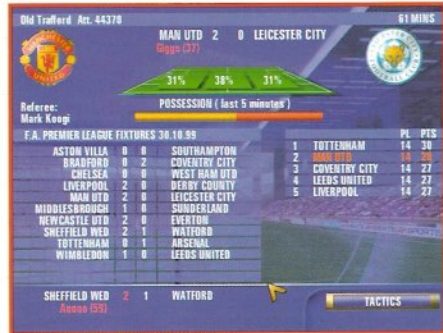 Old Trafford Att. 44378 61 MINS
MAN UTD 2 0 LEICESTER CITY
Giggs (37)
31% 38% 31%
Referee:
Mark Koogi
POSSESSION ( last 5 minutes )
F.A. PREMIER LEAGUE FIXTURES 30.10.99
ASTON VILLA 0 0 SOUTHAMPTON
BRADFORD 0 2 COVENTRY CITY
CHELSEA 0 0 WEST HAM UTD
LIVERPOOL 2 0 DERBY COUNTY
MAN UTD 2 0 LEICESTER CITY
MIDDLESBROUGH 1 0 SUNDERLAND
NEWCASTLE UTD 2 0 EVERTON
SHEFFIELD WED 2 1 WATFORD
TOTTENHAM 0 1 ARSENAL
WIMBLEDON 1 0 LEEDS UNITED
PL PTS
1 TOTTENHAM 14 30
2 MAN UTD 14
3 COVENTRY CITY 14 27
4 LEEDS UNITED 14 27
5 LIVERPOOL 14 27
SHEFFIELD WED 2 1 WATFORD
(59)
TACTICS